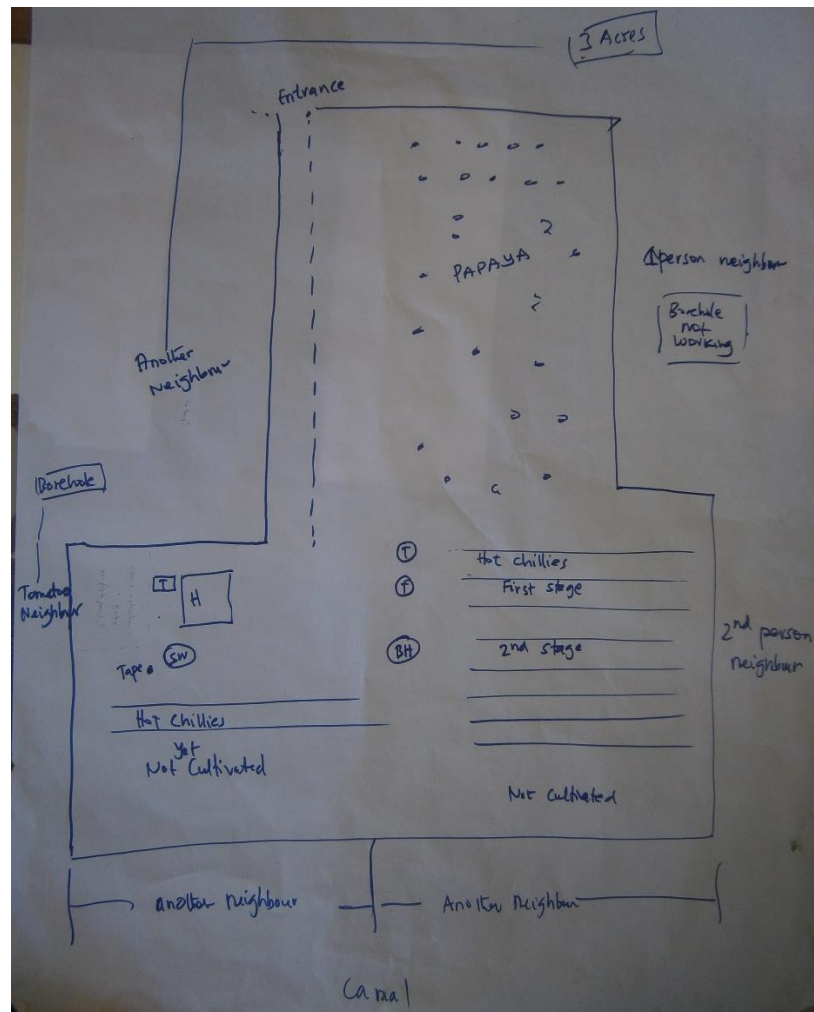 3 Acres
Entrance
PAPAYA
1 person neighbour
Borehole
not
working
Another
Neighbour
Borehole
Tomatoe
Neighbour
T
H
T
Hot chillies
First stage
BH
2nd stage
2nd person
neighbour
Tape
SW
Hot Chillies
yet
Not Cultivated
Not Cultivated
another neighbour
Another Neighbour
Canal